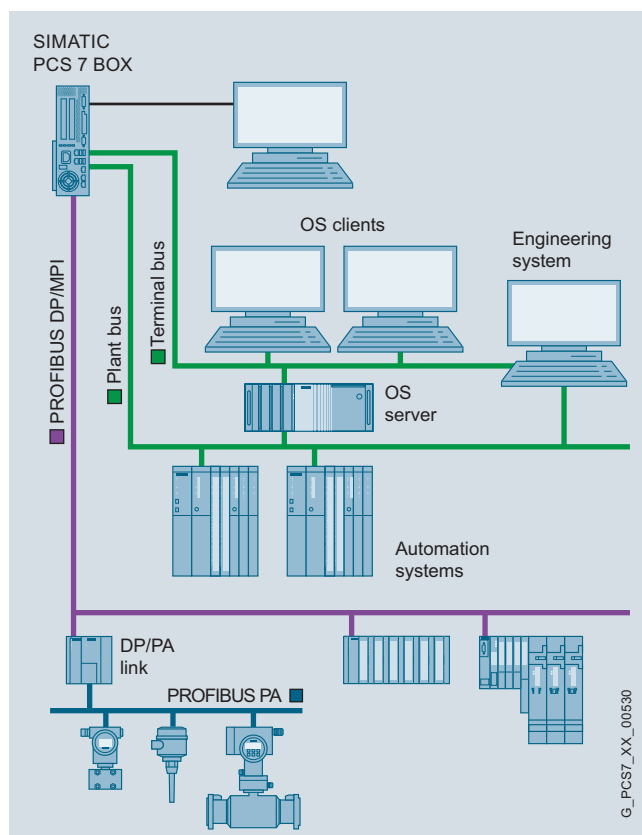 SIMATIC
PCS 7 BOX
OS clients
Engineering
system
Terminal bus
Plant bus
PROFIBUS DP/MPI
OS
server
Automation
systems
DP/PA
link
PROFIBUS PA
G_PCS7_XX_00530